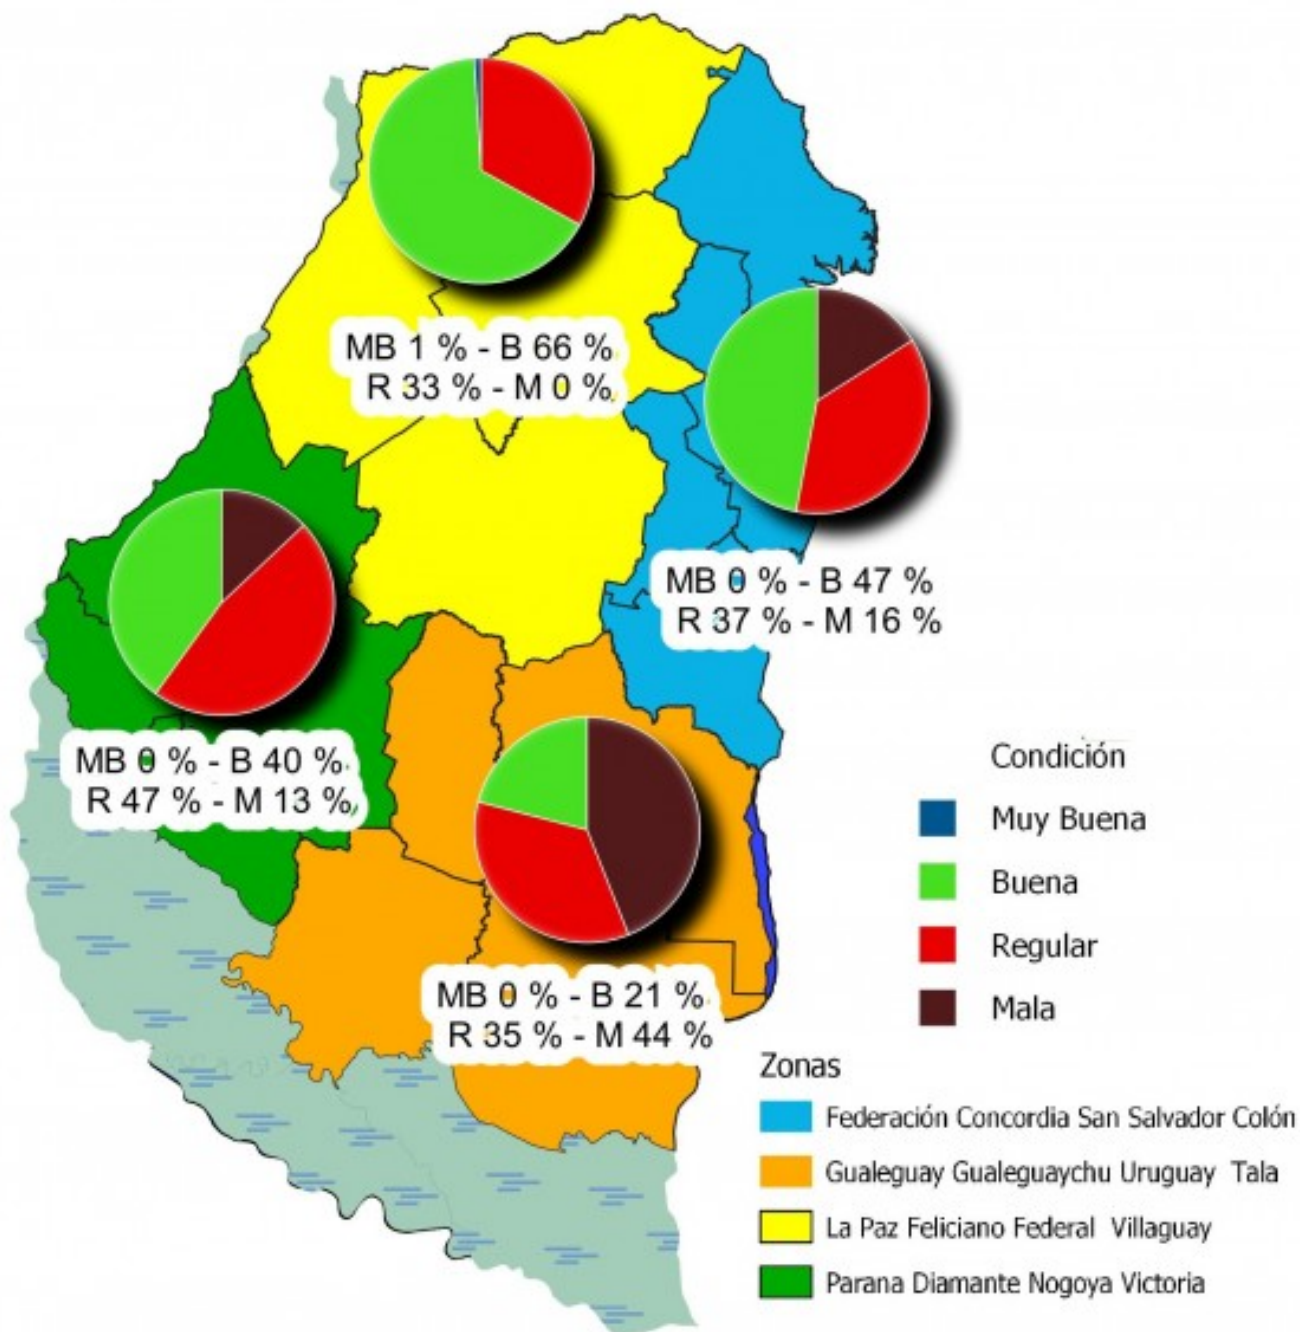 MB 1 % - B 66 %
R 33 % - M 0 %
MB 0 % - B 47 %
R 37 % - M 16 %
MB 0 % - B 40 %
R 47 % - M 13 %
MB 0 % - B 21 %
R 35 % - M 44 %
Condición
Muy Buena
Buena
Regular
Mala
Zonas
Federación Concordia San Salvador Colón
Gualeguay Gualeguaychu Uruguay Tala
La Paz Feliciano Federal Villaguay
Parana Diamante Nogoya Victoria